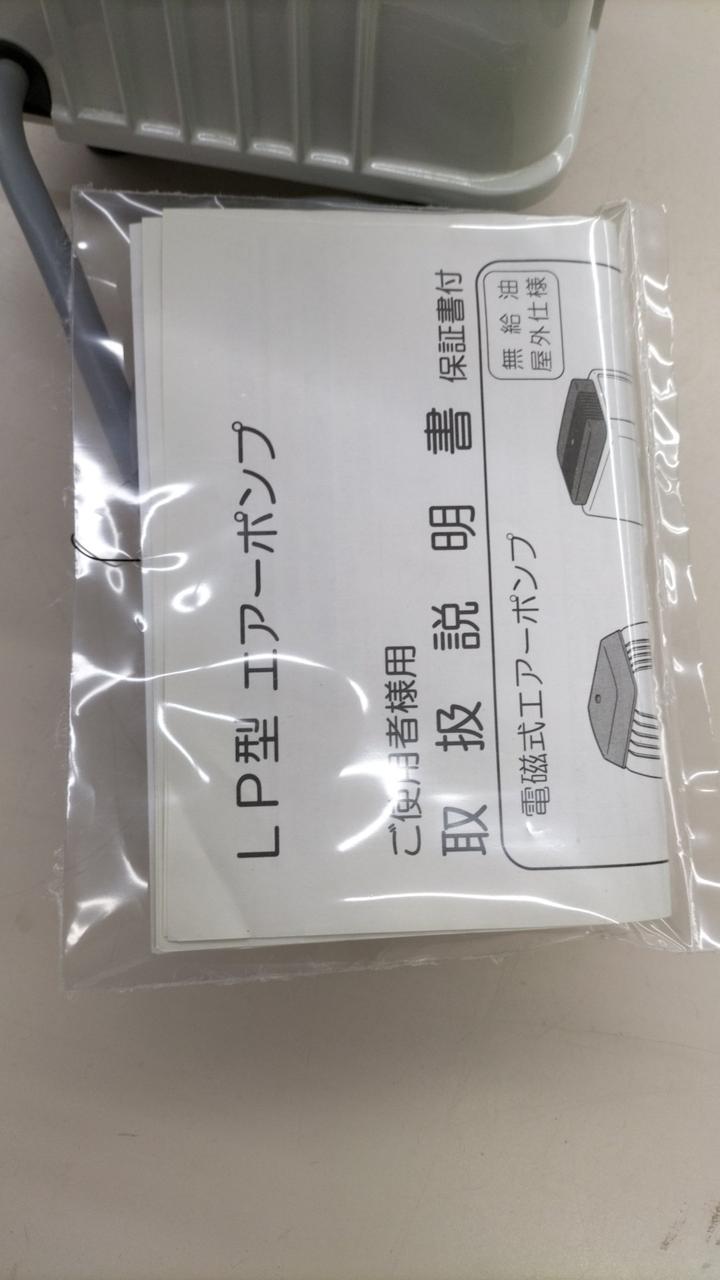 LP型 エアーポンプ
ご使用者様用
取扱説明書 保証書付
電磁式エアーポンプ
無給油
屋外仕様